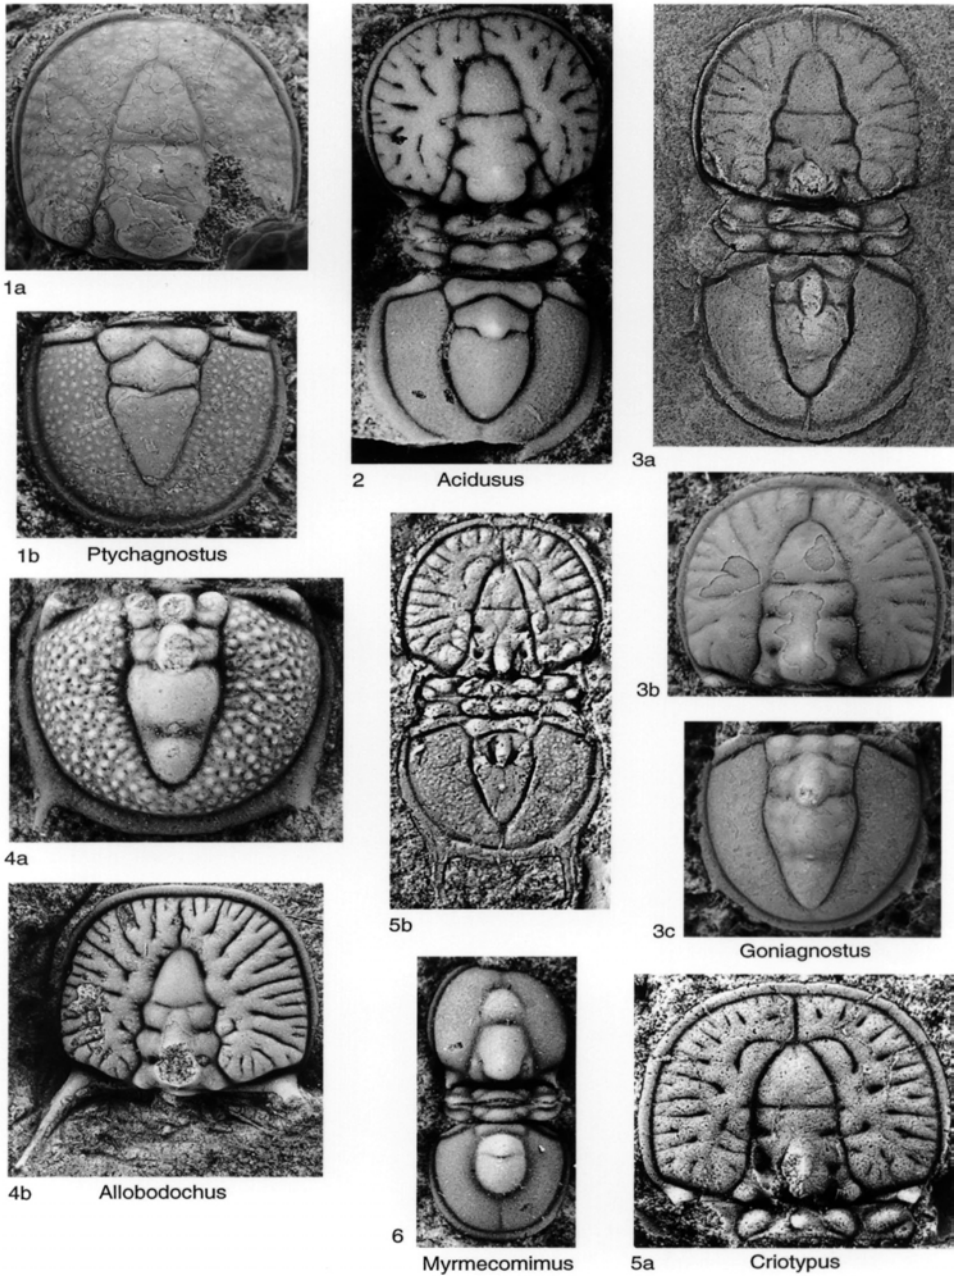 1a
2 Acidusus
3a
1b Ptychagnostus
3b
4a
5b
3c
Goniagnostus
4b Allobodochus
6
Myrmecomimus
5a Criotypus